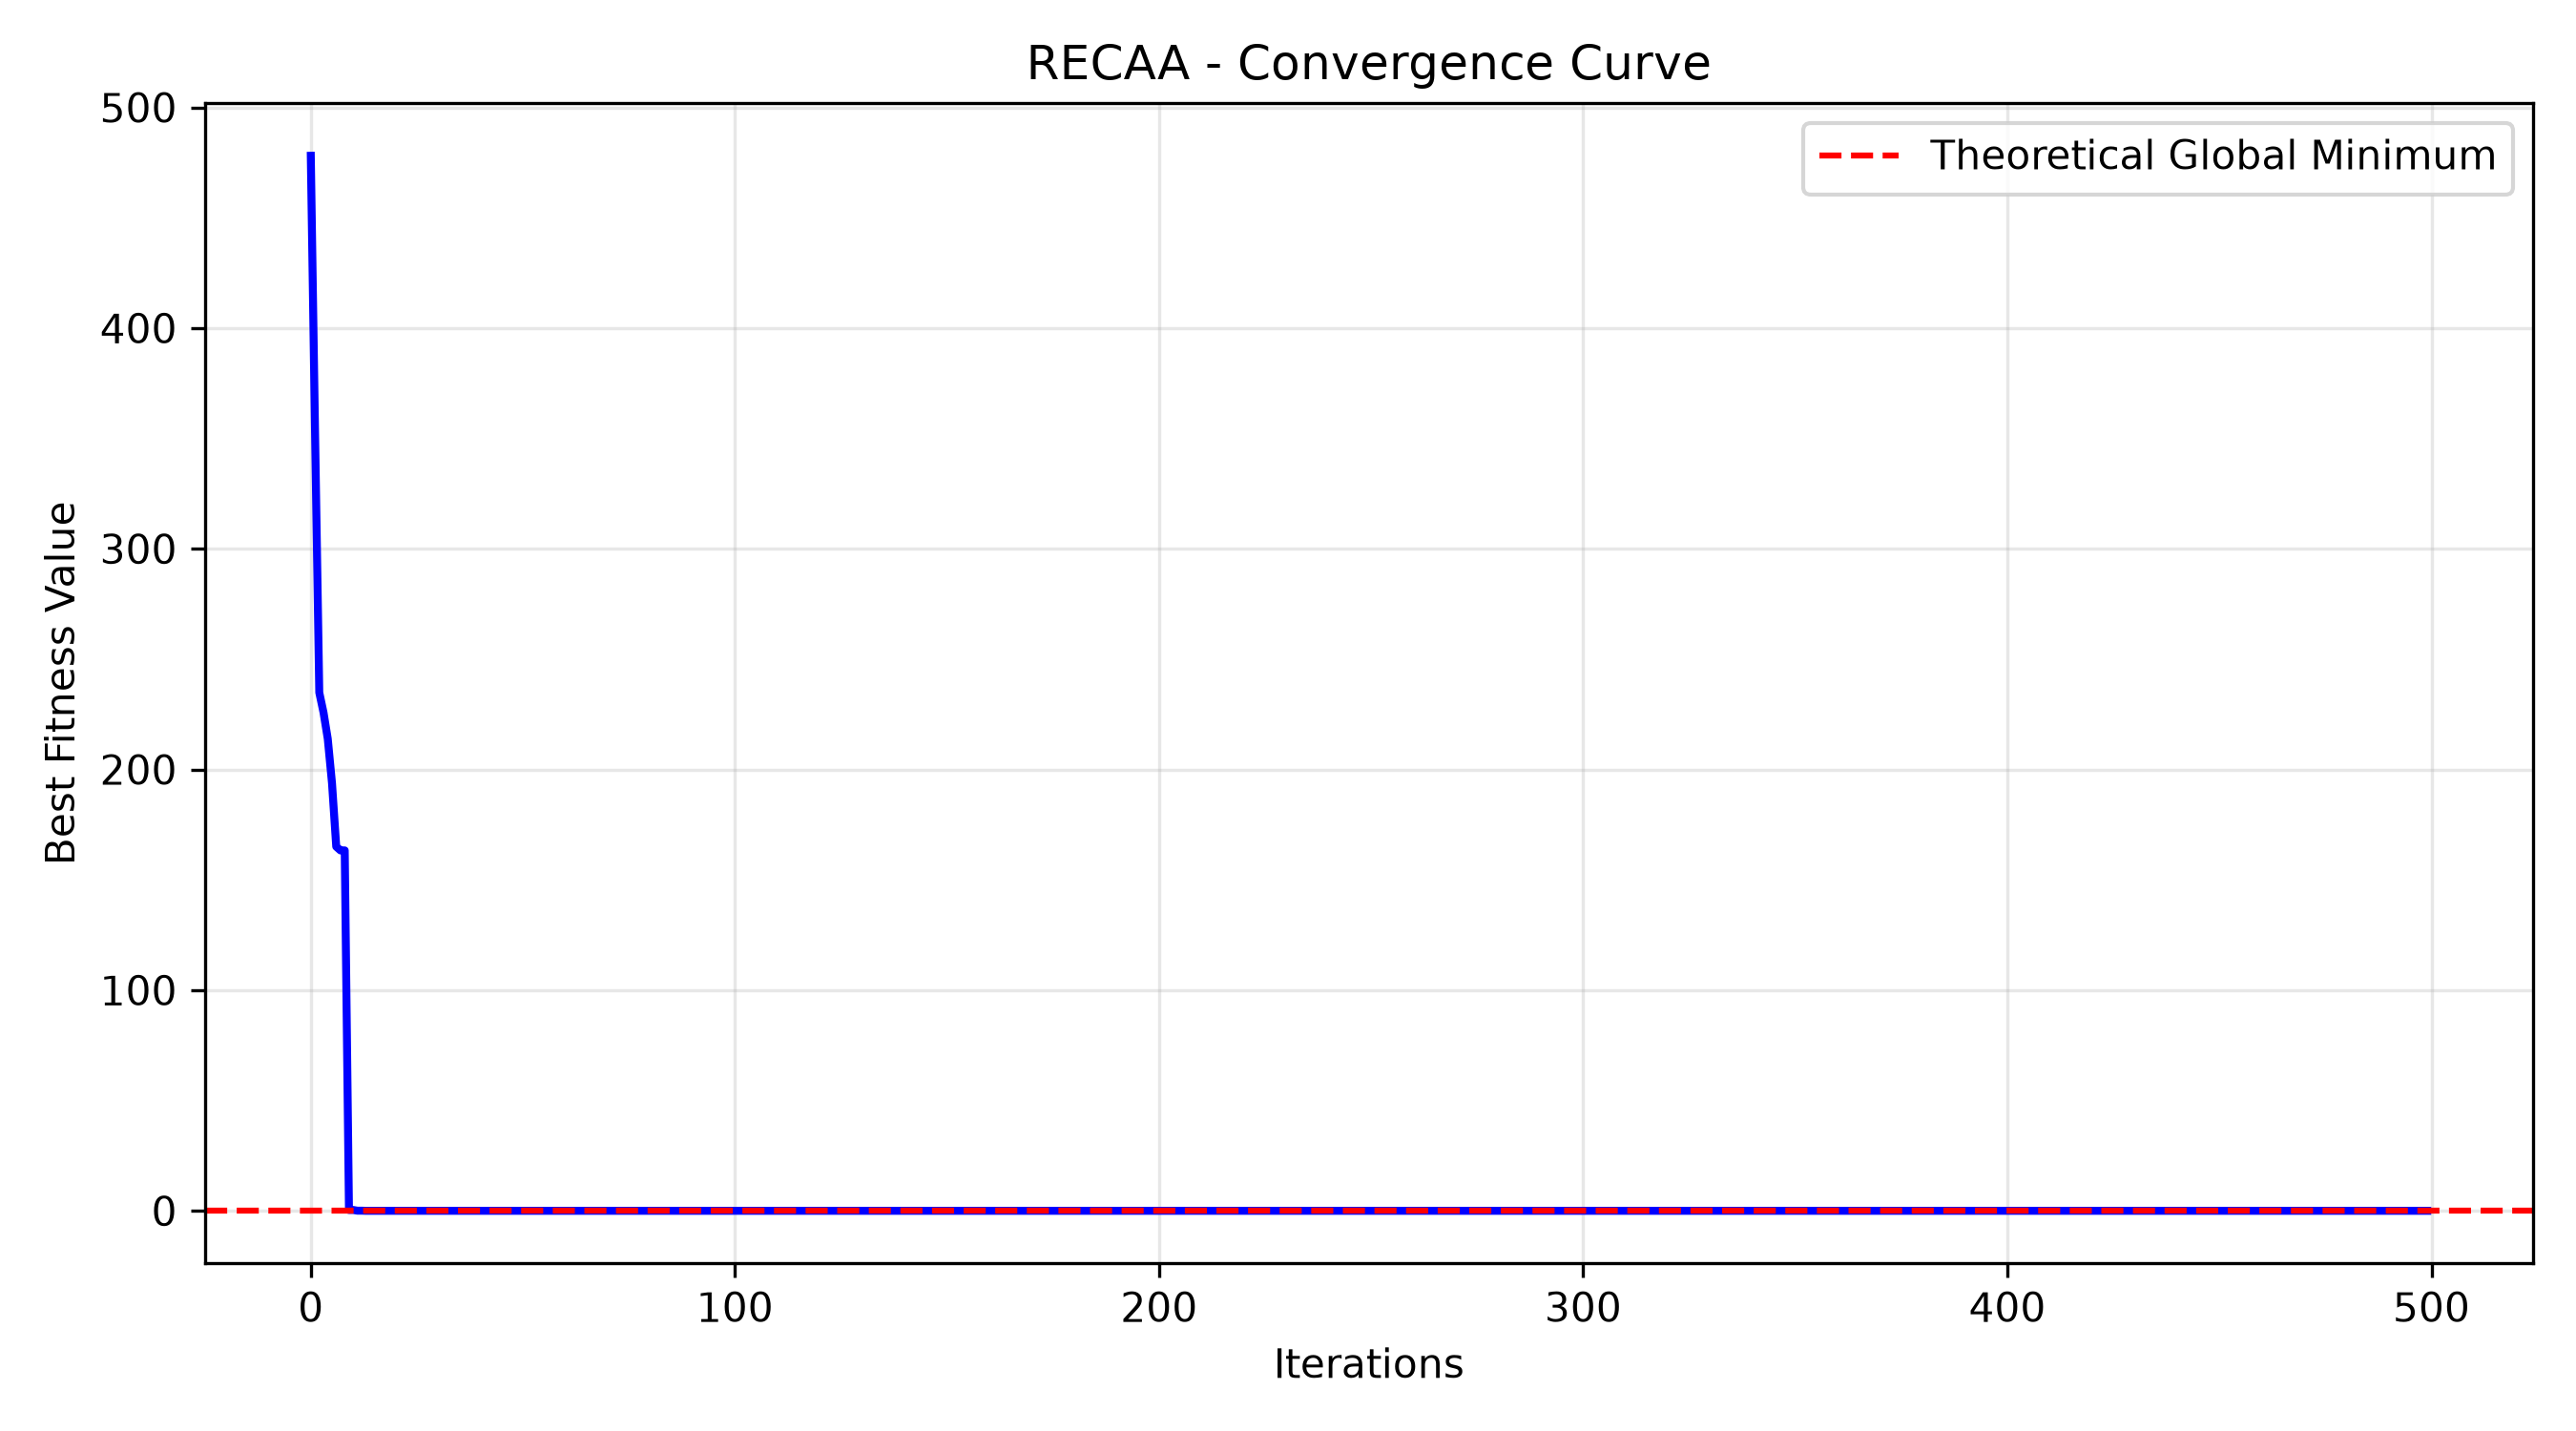 RECAA - Convergence Curve
Theoretical Global Minimum
Best Fitness Value
500
400
300
200
100
0
0 100 200 300 400 500
Iterations